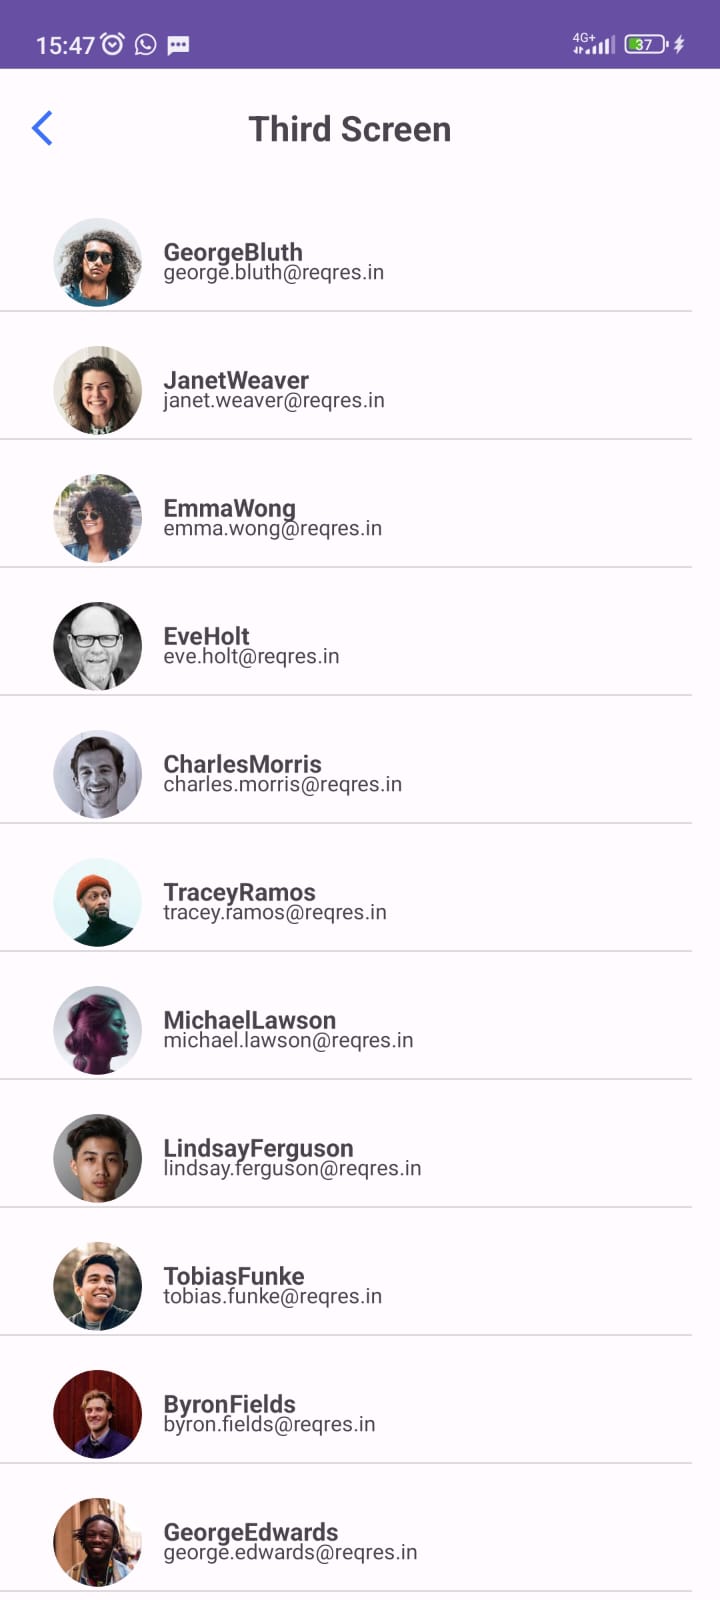 15:47
4G+ 37
Third Screen
GeorgeBluth
george.bluth@reqres.in
JanetWeaver
janet.weaver@reqres.in
EmmaWong
emma.wong@reqres.in
EveHolt
eve.holt@reqres.in
CharlesMorris
charles.morris@reqres.in
TraceyRamos
tracey.ramos@reqres.in
MichaelLawson
michael.lawson@reqres.in
LindsayFerguson
lindsay.ferguson@reqres.in
TobiasFunke
tobias.funke@reqres.in
ByronFields
byron.fields@reqres.in
GeorgeEdwards
george.edwards@reqres.in